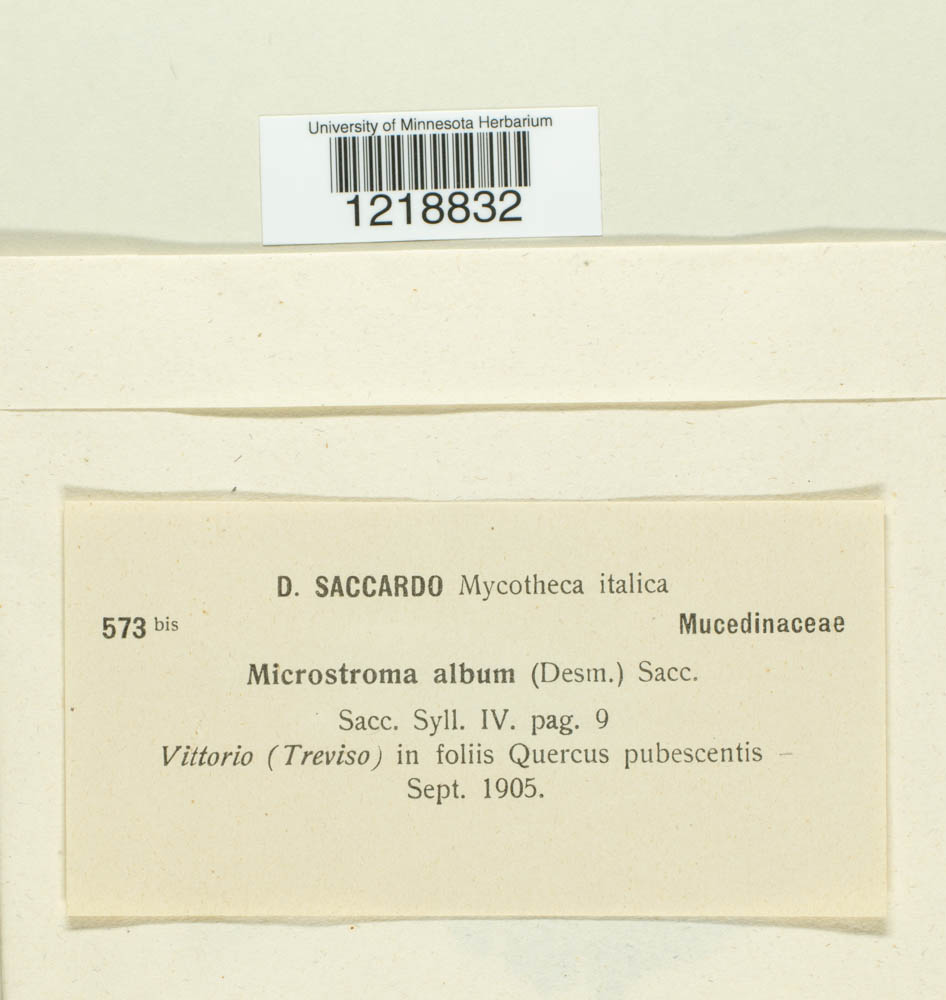 University of Minnesota Herbarium
1218832
D. SACCARDO Mycotheca italica
573 bis Mucedinaceae
Microstroma album (Desm.) Sacc.
Sacc. Syll. IV. pag. 9
Vittorio (Treviso) in foliis Quercus pubescentis –
Sept. 1905.